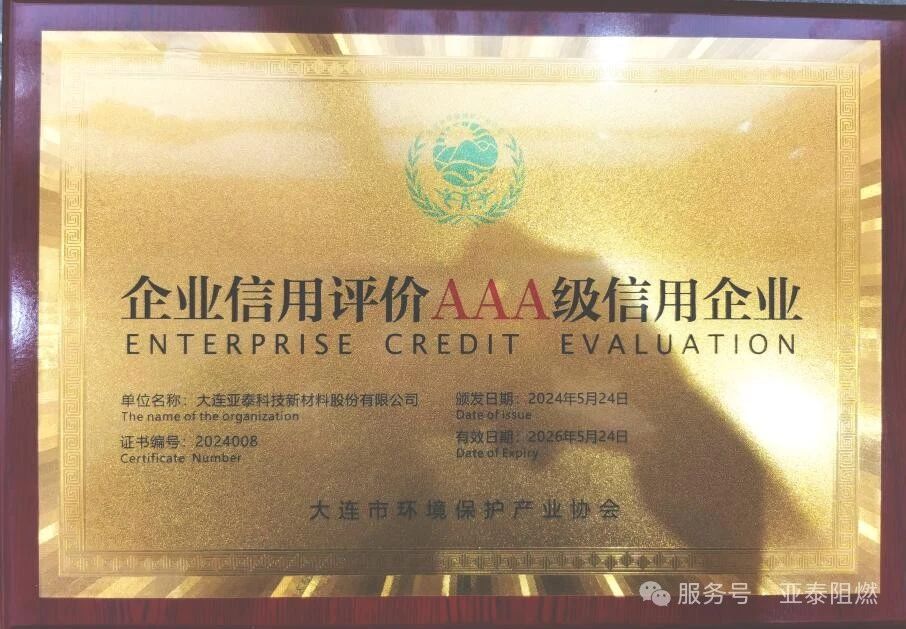 企业信用评价AAA级信用企业
ENTERPRISE CREDIT EVALUATION
单位名称：大连亚泰科技新材料股份有限公司
The name of the organization
证书编号：2024008
Certificate Number
颁发日期：2024年5月24日
Date of issue
有效日期：2026年5月24日
Date of Expiry
大连市环境保护产业协会
服务号 亚泰阻燃